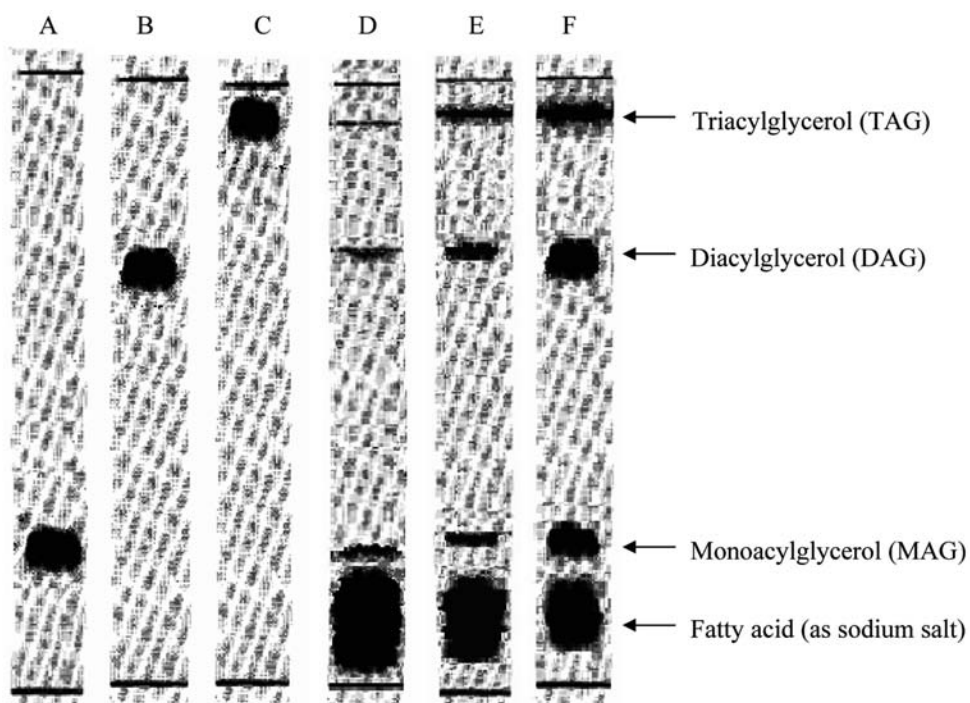 A B C D E F
Triacylglycerol (TAG)
Diacylglycerol (DAG)
Monoacylglycerol (MAG)
Fatty acid (as sodium salt)